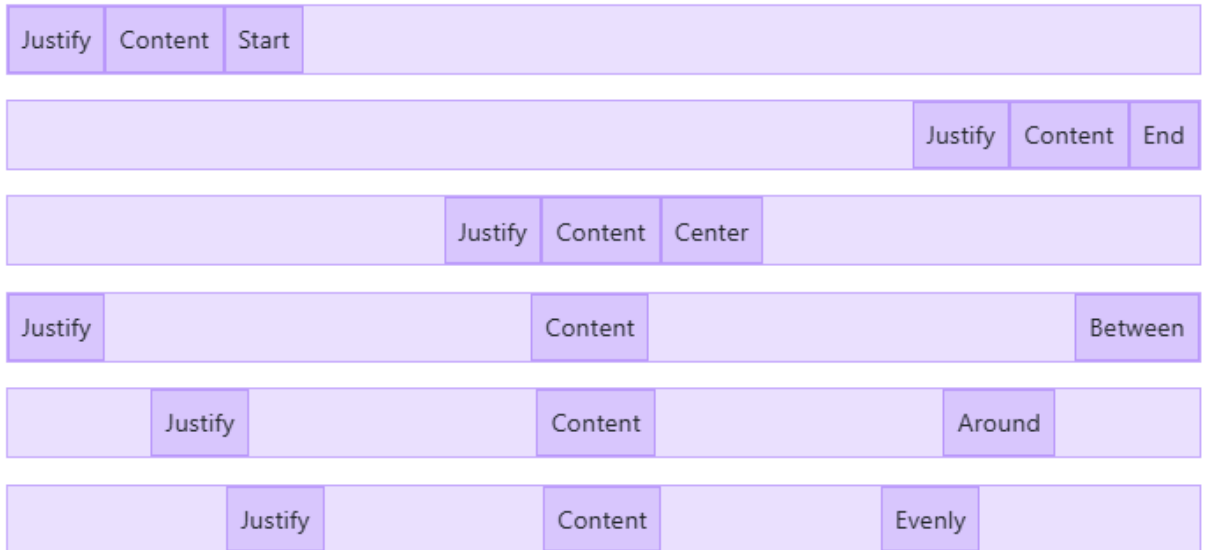 Justify Content Start
Justify Content End
Justify Content Center
Justify Content Between
Justify Content Around
Justify Content Evenly